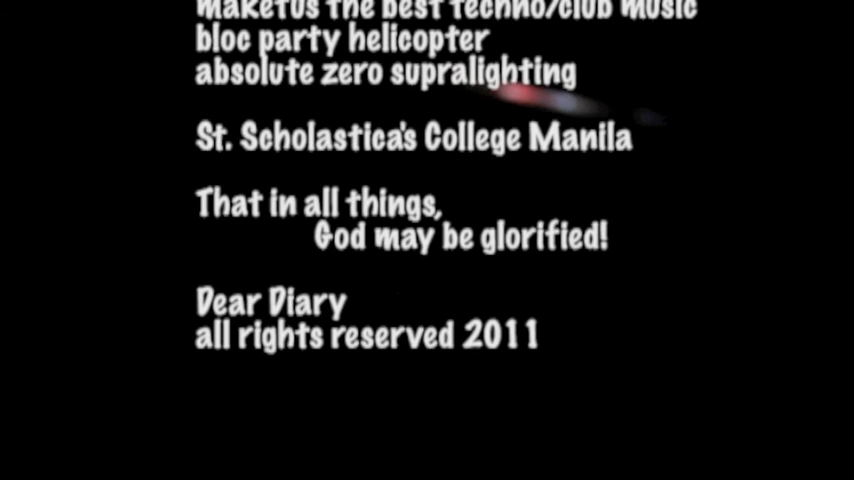 maketus the best techno/club music
bloc party helicopter
absolute zero supralighting
St. Scholastica's College Manila
That in all things,
God may be glorified!
Dear Diary
all rights reserved 2011